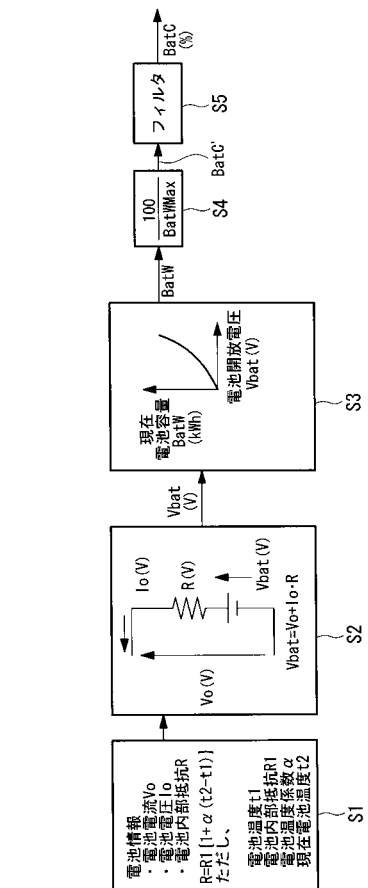 電池情報
・電池電流Vo
・電池電圧Io
・電池内部抵抗R
R=R1{1+α(t2-t1)}
ただし、
電池温度t1
電池内部抵抗R1
電池温度係数α
現在電池温度t2
S1
Io(V)
R(V)
Vo(V)
Vbat(V)
Vbat=Vo+Io·R
S2
Vbat
(V)
現在
電池容量
BatW
(kWh)
電池開放電圧
Vbat(V)
S3
BatW
100
BatWMax
S4
BatC'
フィルタ
S5
BatC
(%)